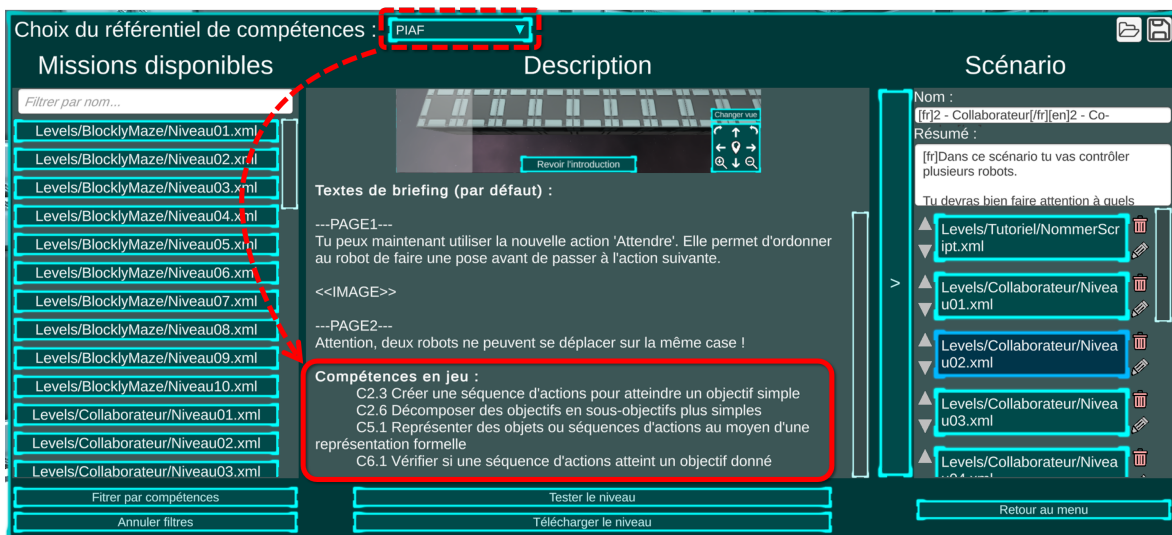 Choix du référentiel de compétences :
PIAF
Missions disponibles
Filtrer par nom...
Levels/BlocklyMaze/Niveau01.xml
Levels/BlocklyMaze/Niveau02.xml
Levels/BlocklyMaze/Niveau03.xml
Levels/BlocklyMaze/Niveau04.xml
Levels/BlocklyMaze/Niveau05.xml
Levels/BlocklyMaze/Niveau06.xml
Levels/BlocklyMaze/Niveau07.xml
Levels/BlocklyMaze/Niveau08.xml
Levels/BlocklyMaze/Niveau09.xml
Levels/BlocklyMaze/Niveau10.xml
Levels/Collaborateur/Niveau01.xml
Levels/Collaborateur/Niveau02.xml
Levels/Collaborateur/Niveau03.xml
Fitrer par compétences
Annuler filtres
Description
Changer vue
Revoir l'introduction
Textes de briefing (par défaut) :
---PAGE1---
Tu peux maintenant utiliser la nouvelle action 'Attendre'. Elle permet d'ordonner
au robot de faire une pose avant de passer à l'action suivante.
<<IMAGE>>
---PAGE2---
Attention, deux robots ne peuvent se déplacer sur la même case !
Compétences en jeu :
C2.3 Créer une séquence d'actions pour atteindre un objectif simple
C2.6 Décomposer des objectifs en sous-objectifs plus simples
C5.1 Représenter des objets ou séquences d'actions au moyen d'une
représentation formelle
C6.1 Vérifier si une séquence d'actions atteint un objectif donné
Tester le niveau
Télécharger le niveau
>
Scénario
Nom :
[fr]2 - Collaborateur[/fr][en]2 - Co-
Résumé :
[fr]Dans ce scénario tu vas contrôler
plusieurs robots.
Tu devras bien faire attention à quels
Levels/Tutoriel/NommerScr
ipt.xml
Levels/Collaborateur/Nivea
u01.xml
Levels/Collaborateur/Nivea
u02.xml
Levels/Collaborateur/Nivea
u03.xml
Levels/Collaborateur/Nivea
u04.xml
Retour au menu